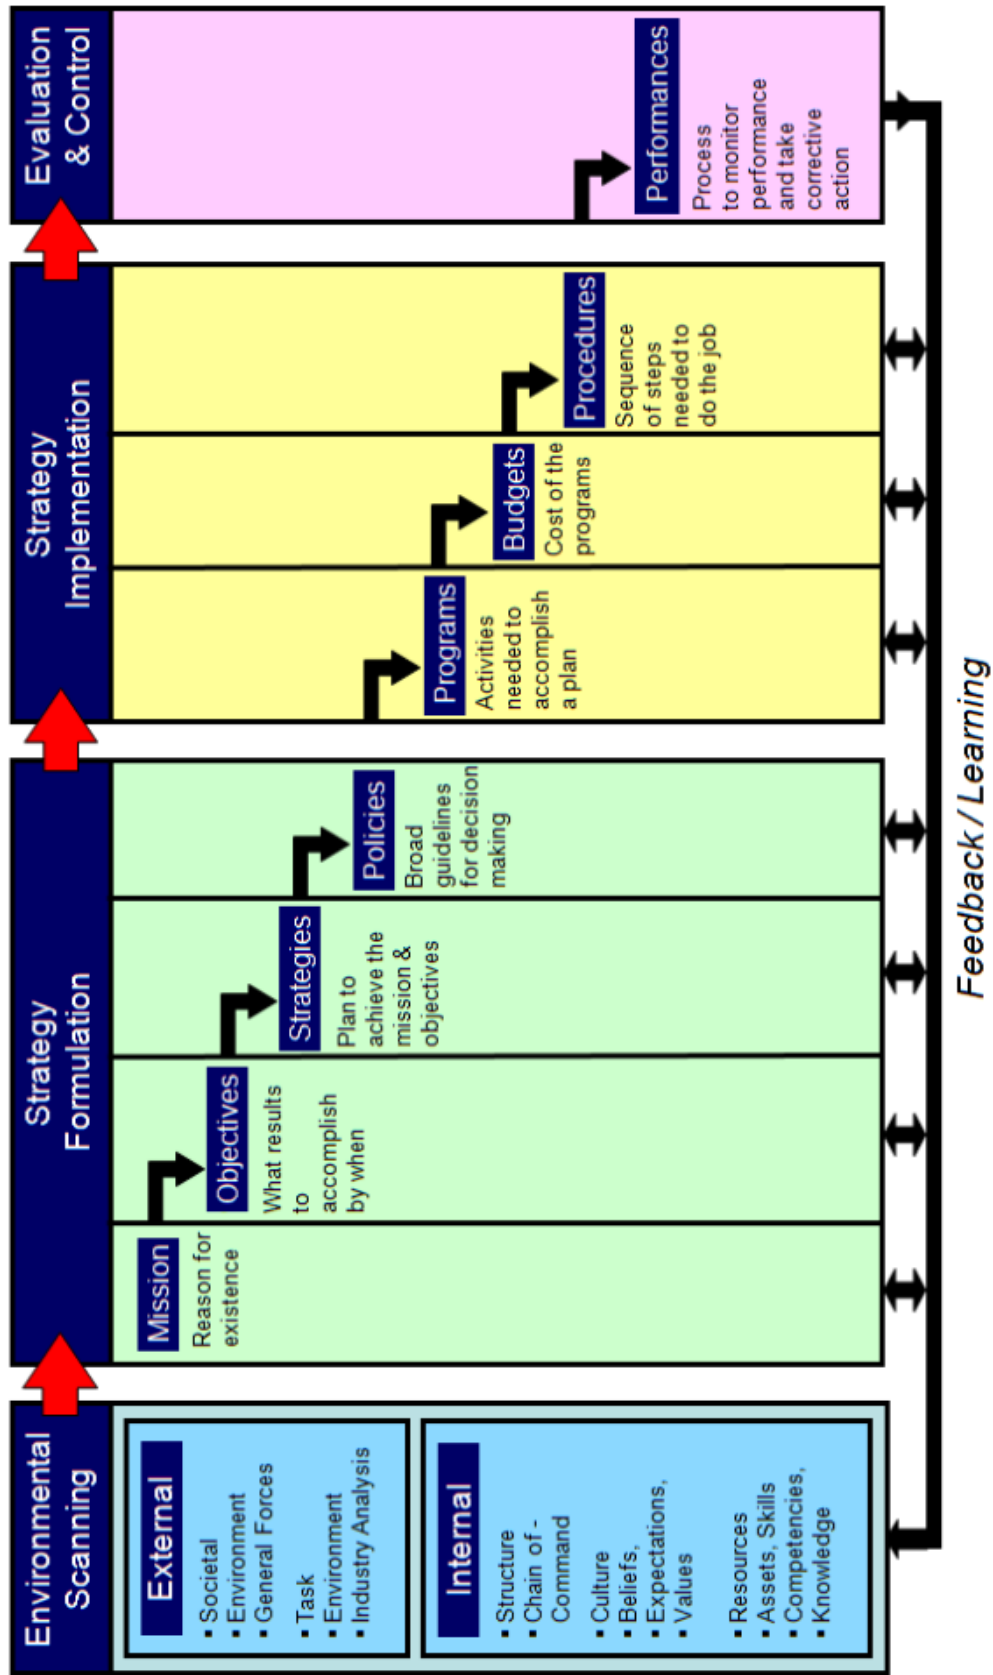 Environmental
Scanning
External
▪ Societal
▪ Environment
▪ General Forces
▪ Task
▪ Environment
▪ Industry Analysis
Internal
▪ Structure
▪ Chain of -
Command
▪ Culture
▪ Beliefs,
▪ Expectations,
▪ Values
▪ Resources
▪ Assets, Skills
▪ Competencies,
▪ Knowledge
Strategy
Formulation
Mission
Reason for
existence
Objectives
What results
to
accomplish
by when
Strategies
Plan to
achieve the
mission &
objectives
Policies
Broad
guidelines
for decision
making
Strategy
Implementation
Programs
Activities
needed to
accomplish
a plan
Budgets
Cost of the
programs
Procedures
Sequence
of steps
needed to
do the job
Evaluation
& Control
Performances
Process
to monitor
performance
and take
corrective
action
Feedback / Learning